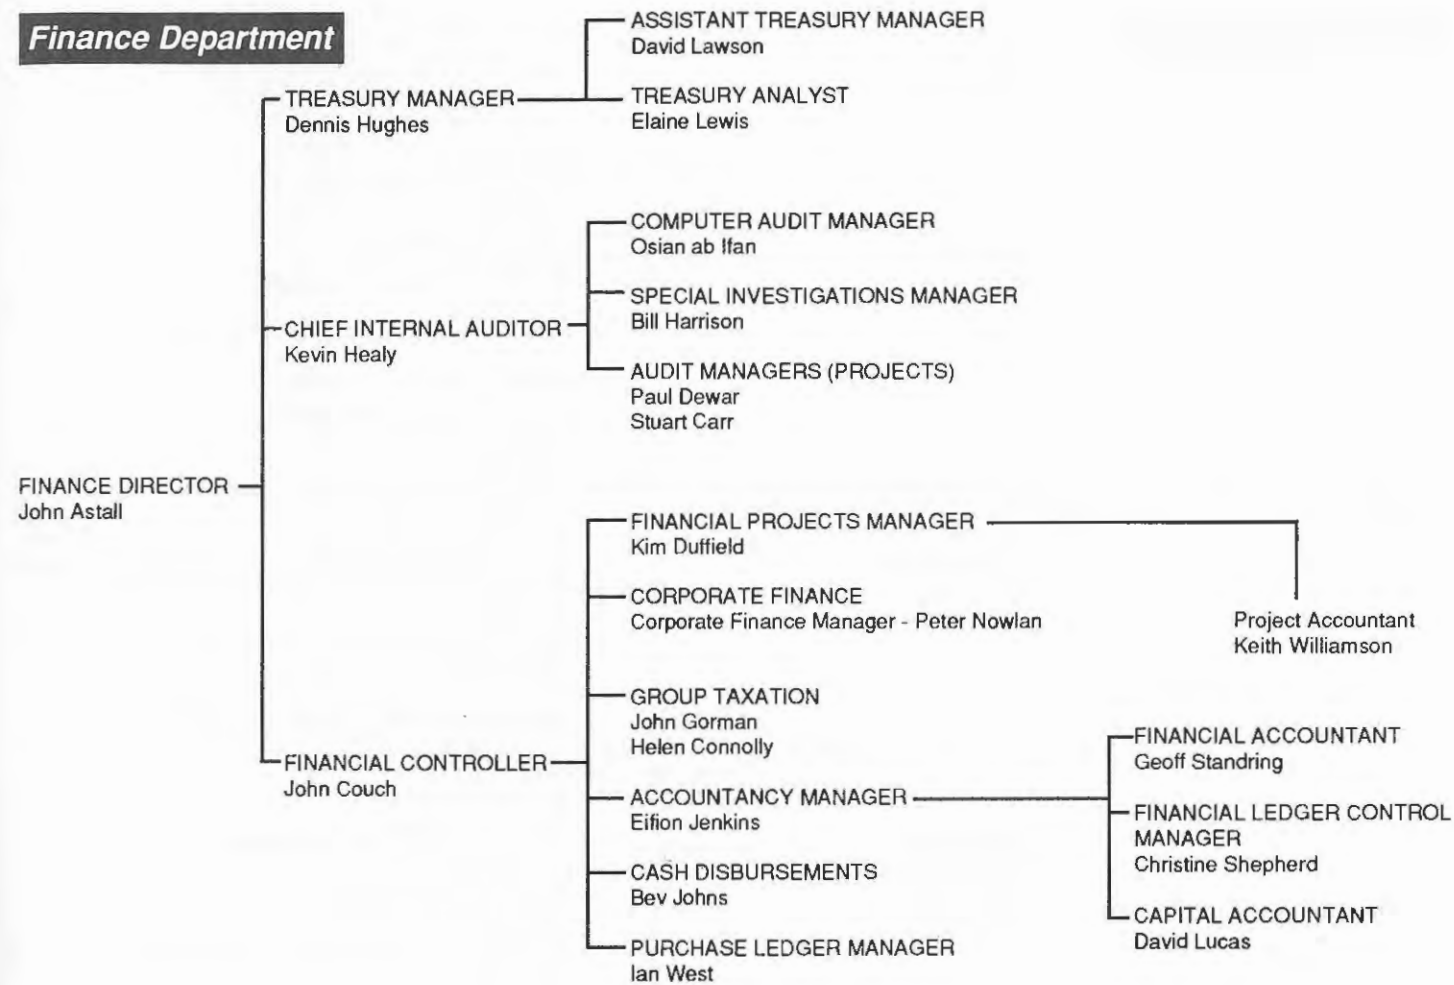 Finance Department
ASSISTANT TREASURY MANAGER
David Lawson
TREASURY MANAGER
Dennis Hughes
TREASURY ANALYST
Elaine Lewis
COMPUTER AUDIT MANAGER
Osian ab Ifan
SPECIAL INVESTIGATIONS MANAGER
Bill Harrison
CHIEF INTERNAL AUDITOR
Kevin Healy
AUDIT MANAGERS (PROJECTS)
Paul Dewar
Stuart Carr
FINANCE DIRECTOR
John Astall
FINANCIAL PROJECTS MANAGER
Kim Duffield
CORPORATE FINANCE
Corporate Finance Manager - Peter Nowlan
Project Accountant
Keith Williamson
GROUP TAXATION
John Gorman
Helen Connolly
FINANCIAL CONTROLLER
John Couch
ACCOUNTANCY MANAGER
Eifion Jenkins
FINANCIAL ACCOUNTANT
Geoff Standring
FINANCIAL LEDGER CONTROL
MANAGER
Christine Shepherd
CAPITAL ACCOUNTANT
David Lucas
CASH DISBURSEMENTS
Bev Johns
PURCHASE LEDGER MANAGER
Ian West